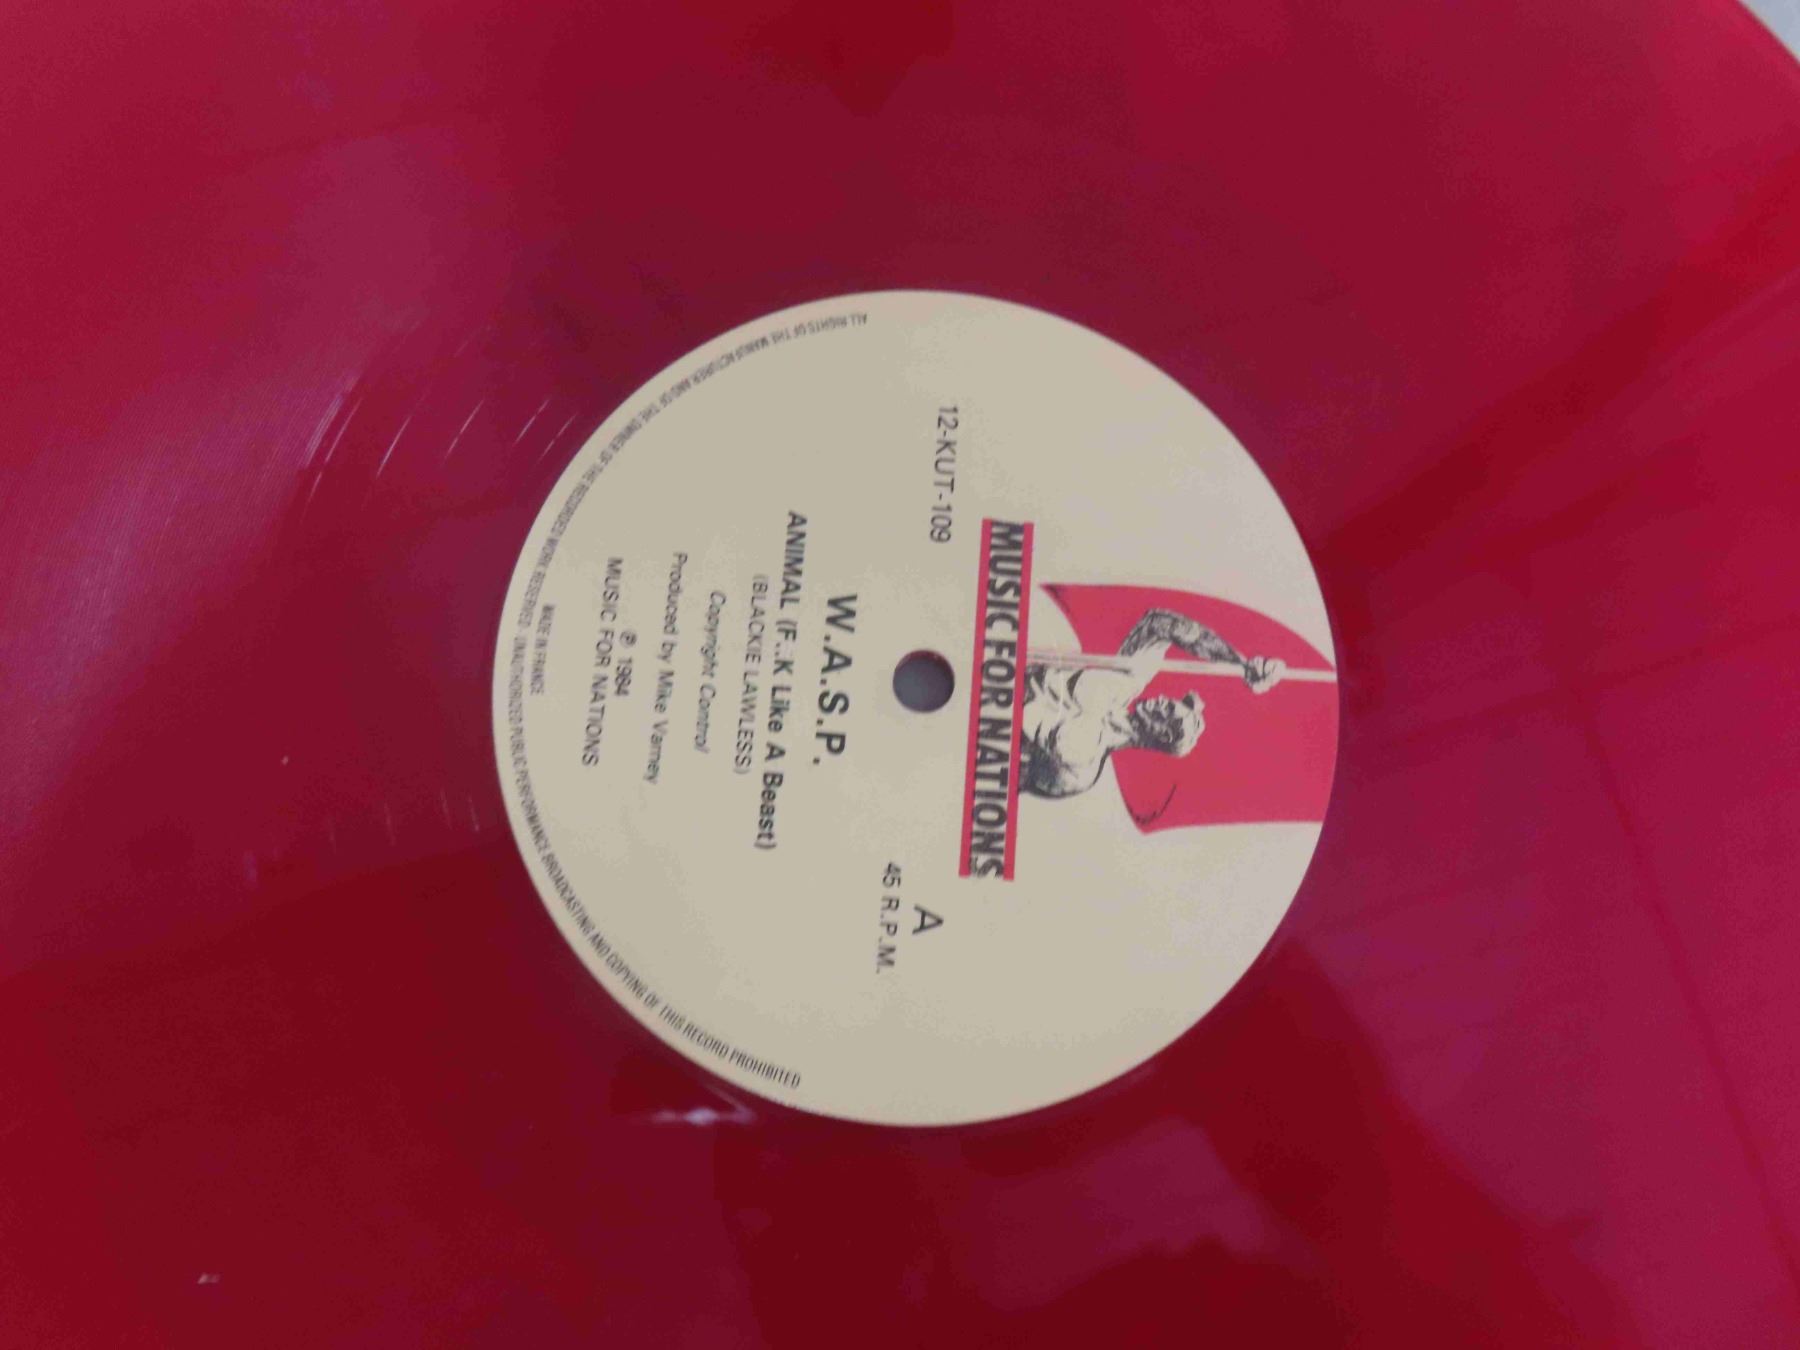 MUSIC FOR NATIONS
12-KUT-109
A
45 R.P.M.
W.A.S.P.
ANIMAL (F..K Like A Beast)
(BLACKIE LAWLESS)
Copyright Control
Produced by Mike Varney
℗ 1984
MUSIC FOR NATIONS
MADE IN FRANCE
ALL RIGHTS OF THE MANUFACTURER AND OF THE OWNER OF THE RECORDED WORK RESERVED. UNAUTHORIZED PUBLIC PERFORMANCE BROADCASTING AND COPYING OF THIS RECORD PROHIBITED